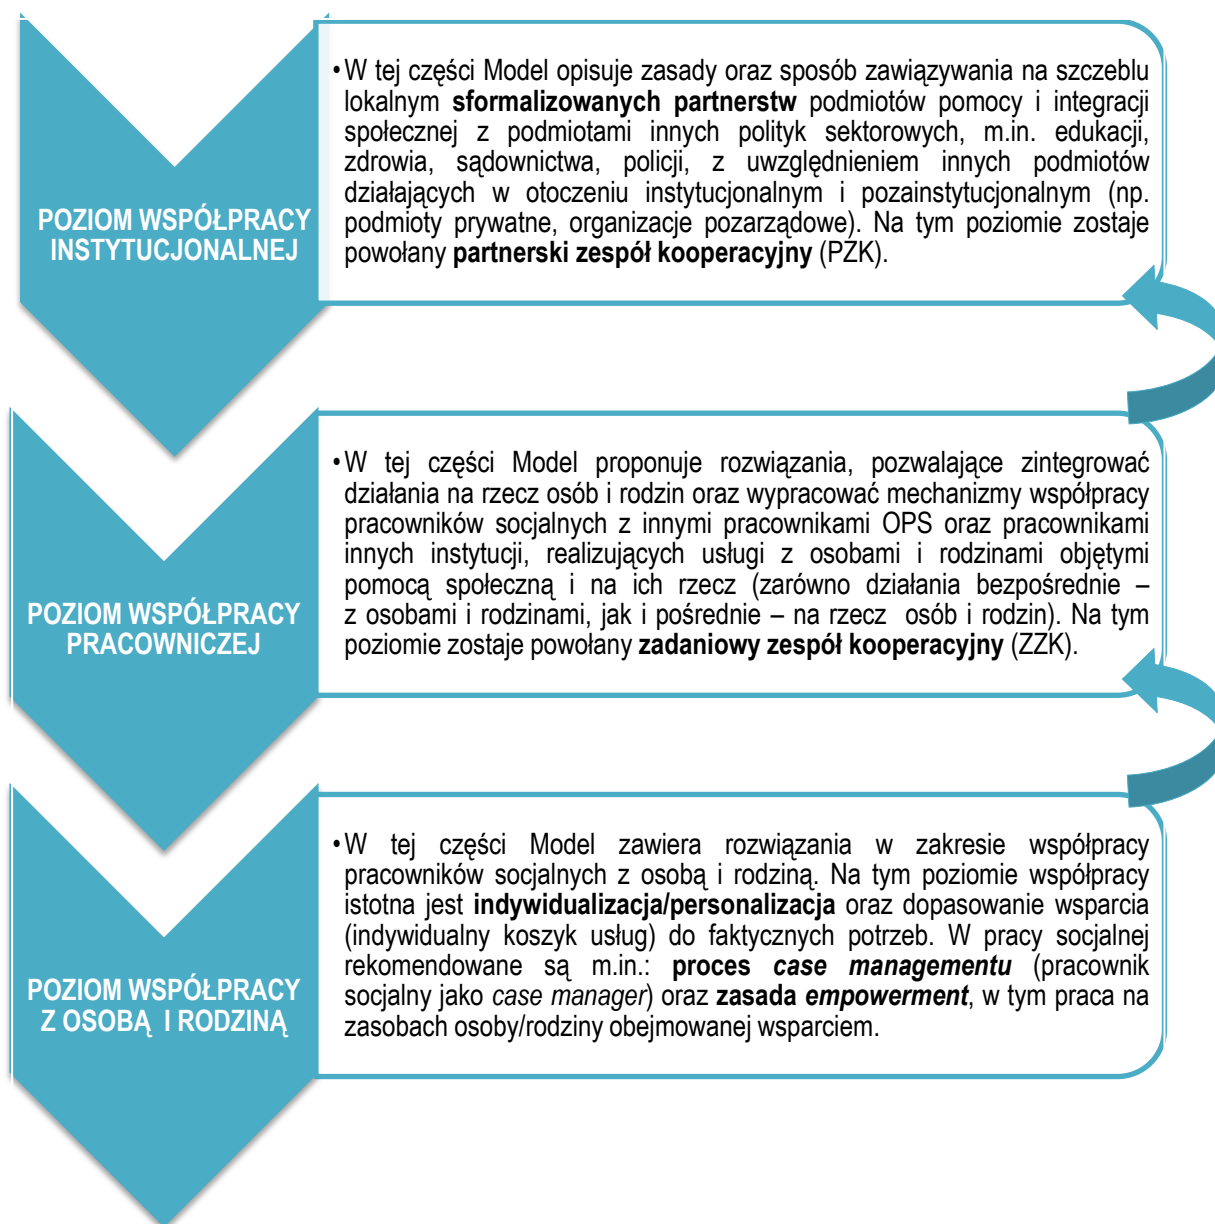 POZIOM WSPÓŁPRACY
INSTYTUCJONALNEJ
•W tej części Model opisuje zasady oraz sposób zawiązywania na szczeblu
lokalnym sformalizowanych partnerstw podmiotów pomocy i integracji
społecznej z podmiotami innych polityk sektorowych, m.in. edukacji,
zdrowia, sądownictwa, policji, z uwzględnieniem innych podmiotów
działających w otoczeniu instytucjonalnym i pozainstytucjonalnym (np.
podmioty prywatne, organizacje pozarządowe). Na tym poziomie zostaje
powołany partnerski zespół kooperacyjny (PZK).
POZIOM WSPÓŁPRACY
PRACOWNICZEJ
•W tej części Model proponuje rozwiązania, pozwalające zintegrować
działania na rzecz osób i rodzin oraz wypracować mechanizmy współpracy
pracowników socjalnych z innymi pracownikami OPS oraz pracownikami
innych instytucji, realizujących usługi z osobami i rodzinami objętymi
pomocą społeczną i na ich rzecz (zarówno działania bezpośrednie –
z osobami i rodzinami, jak i pośrednie – na rzecz osób i rodzin). Na tym
poziomie zostaje powołany zadaniowy zespół kooperacyjny (ZZK).
POZIOM WSPÓŁPRACY
Z OSOBĄ I RODZINĄ
•W tej części Model zawiera rozwiązania w zakresie współpracy
pracowników socjalnych z osobą i rodziną. Na tym poziomie współpracy
istotna jest indywidualizacja/personalizacja oraz dopasowanie wsparcia
(indywidualny koszyk usług) do faktycznych potrzeb. W pracy socjalnej
rekomendowane są m.in.: proces case managementu (pracownik
socjalny jako case manager) oraz zasada empowerment, w tym praca na
zasobach osoby/rodziny obejmowanej wsparciem.